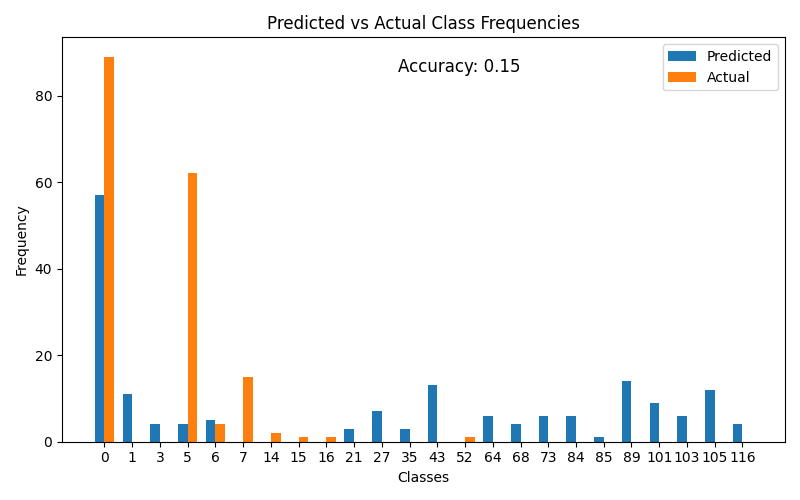 Predicted vs Actual Class Frequencies
Accuracy: 0.15
Predicted
Actual
Frequency
80
60
40
20
0
0 1 3 5 6 7 14 15 16 21 27 35 43 52 64 68 73 84 85 89 101 103 105 116
Classes